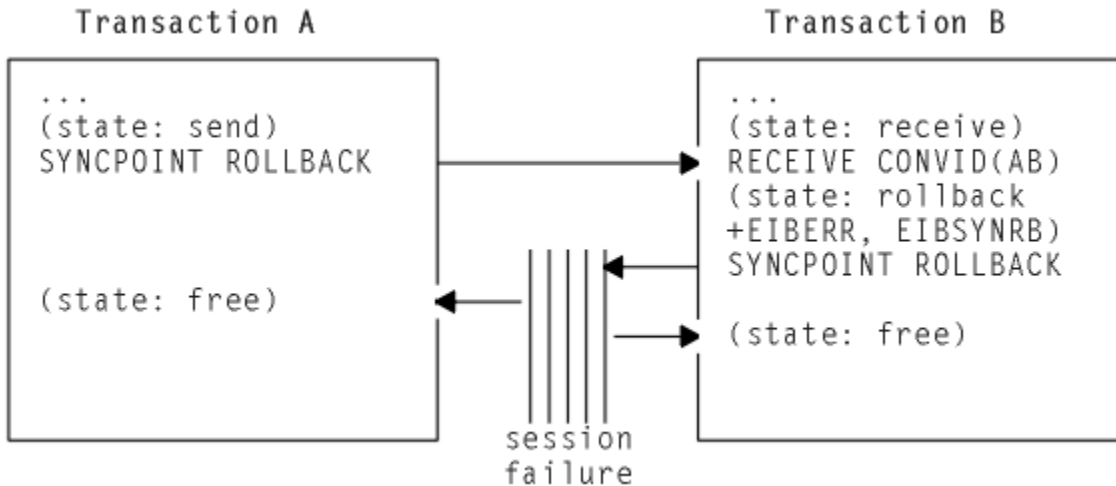 Transaction A
Transaction B
...
(state: send)
SYNCPOINT ROLLBACK
(state: free)
...
(state: receive)
RECEIVE CONVID(AB)
(state: rollback
+EIBERR, EIBSYNRB)
SYNCPOINT ROLLBACK
(state: free)
session
failure